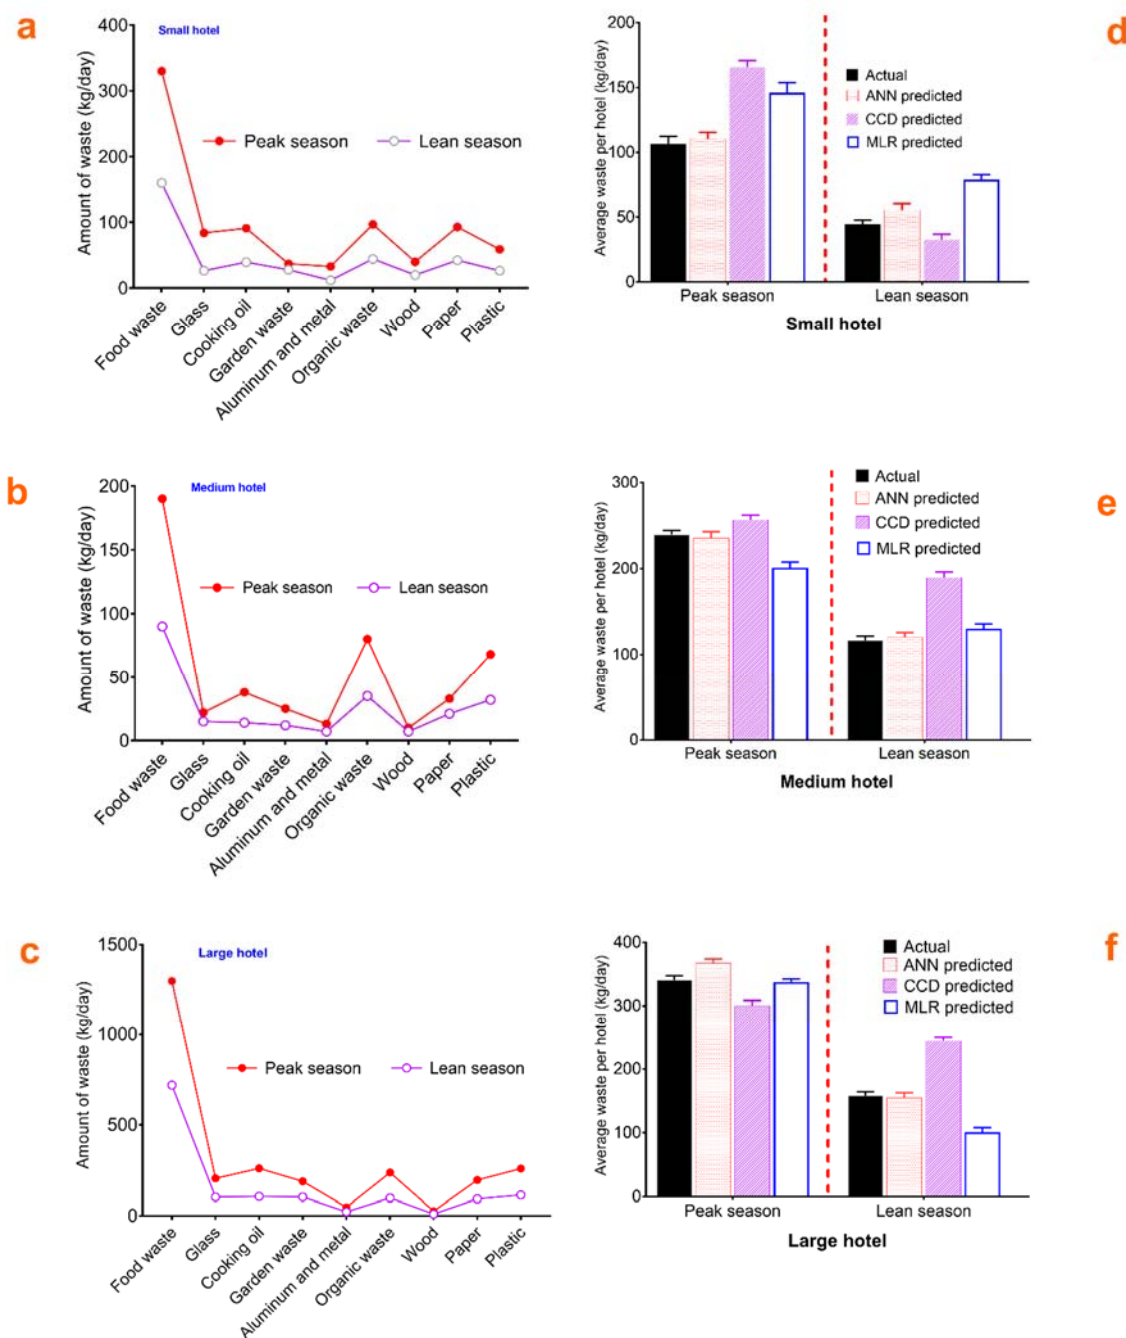 a
Small hotel
Amount of waste (kg/day)
400
300
200
100
0
Peak season
Lean season
Food waste
Glass
Cooking oil
Garden waste
Aluminum and metal
Organic waste
Wood
Paper
Plastic
d
Average waste per hotel (kg/day)
200
150
100
50
0
Actual
ANN predicted
CCD predicted
MLR predicted
Peak season
Lean season
Small hotel
b
Medium hotel
Amount of waste (kg/day)
200
150
100
50
0
Peak season
Lean season
Food waste
Glass
Cooking oil
Garden waste
Aluminum and metal
Organic waste
Wood
Paper
Plastic
e
Average waste per hotel (kg/day)
300
200
100
0
Actual
ANN predicted
CCD predicted
MLR predicted
Peak season
Lean season
Medium hotel
c
Large hotel
Amount of waste (kg/day)
1500
1000
500
0
Peak season
Lean season
Food waste
Glass
Cooking oil
Garden waste
Aluminum and metal
Organic waste
Wood
Paper
Plastic
f
Average waste per hotel (kg/day)
400
300
200
100
0
Actual
ANN predicted
CCD predicted
MLR predicted
Peak season
Lean season
Large hotel